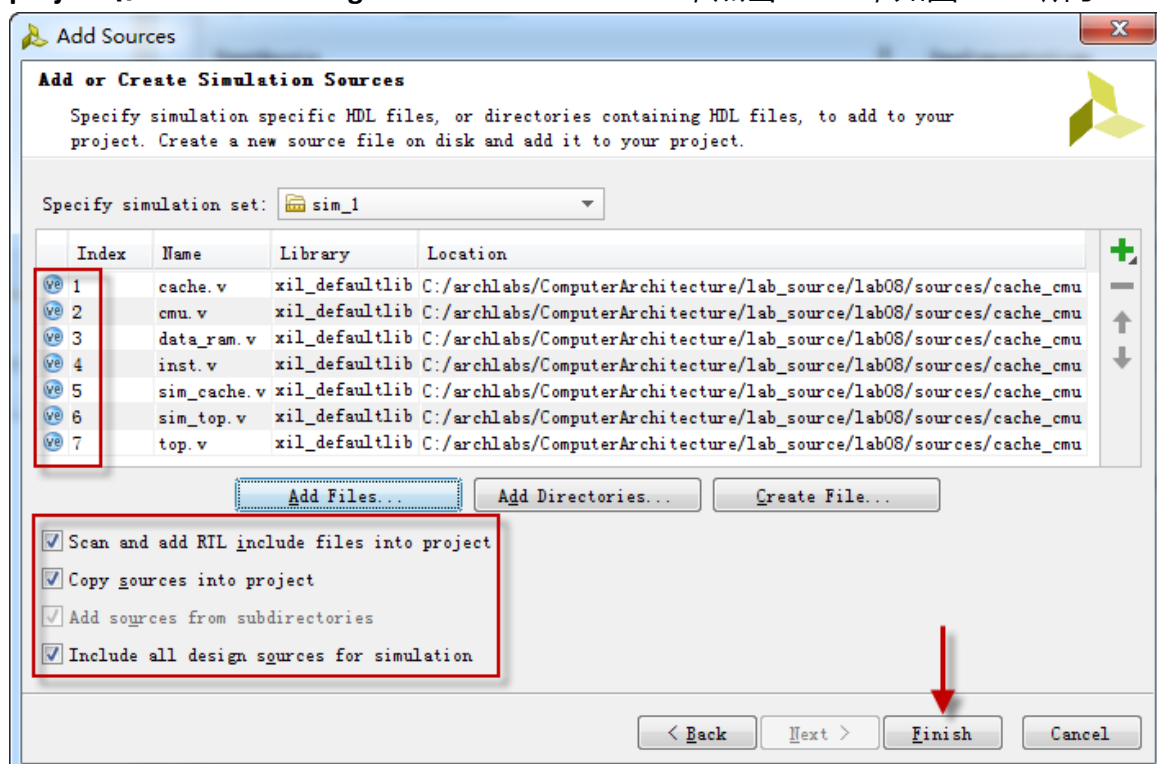 Add Sources
Add or Create Simulation Sources
Specify simulation specific HDL files, or directories containing HDL files, to add to your
project. Create a new source file on disk and add it to your project.
Specify simulation set: sim_1
Index Name Library Location
1 cache.v xil_defaultlib C:/archlabs/ComputerArchitecture/lab_source/lab08/sources/cache_cmu
2 cmu.v xil_defaultlib C:/archlabs/ComputerArchitecture/lab_source/lab08/sources/cache_cmu
3 data_ram.v xil_defaultlib C:/archlabs/ComputerArchitecture/lab_source/lab08/sources/cache_cmu
4 inst.v xil_defaultlib C:/archlabs/ComputerArchitecture/lab_source/lab08/sources/cache_cmu
5 sim_cache.v xil_defaultlib C:/archlabs/ComputerArchitecture/lab_source/lab08/sources/cache_cmu
6 sim_top.v xil_defaultlib C:/archlabs/ComputerArchitecture/lab_source/lab08/sources/cache_cmu
7 top.v xil_defaultlib C:/archlabs/ComputerArchitecture/lab_source/lab08/sources/cache_cmu
Add Files... Add Directories... Create File...
Scan and add RTL include files into project
Copy sources into project
Add sources from subdirectories
Include all design sources for simulation
< Back Next > Finish Cancel